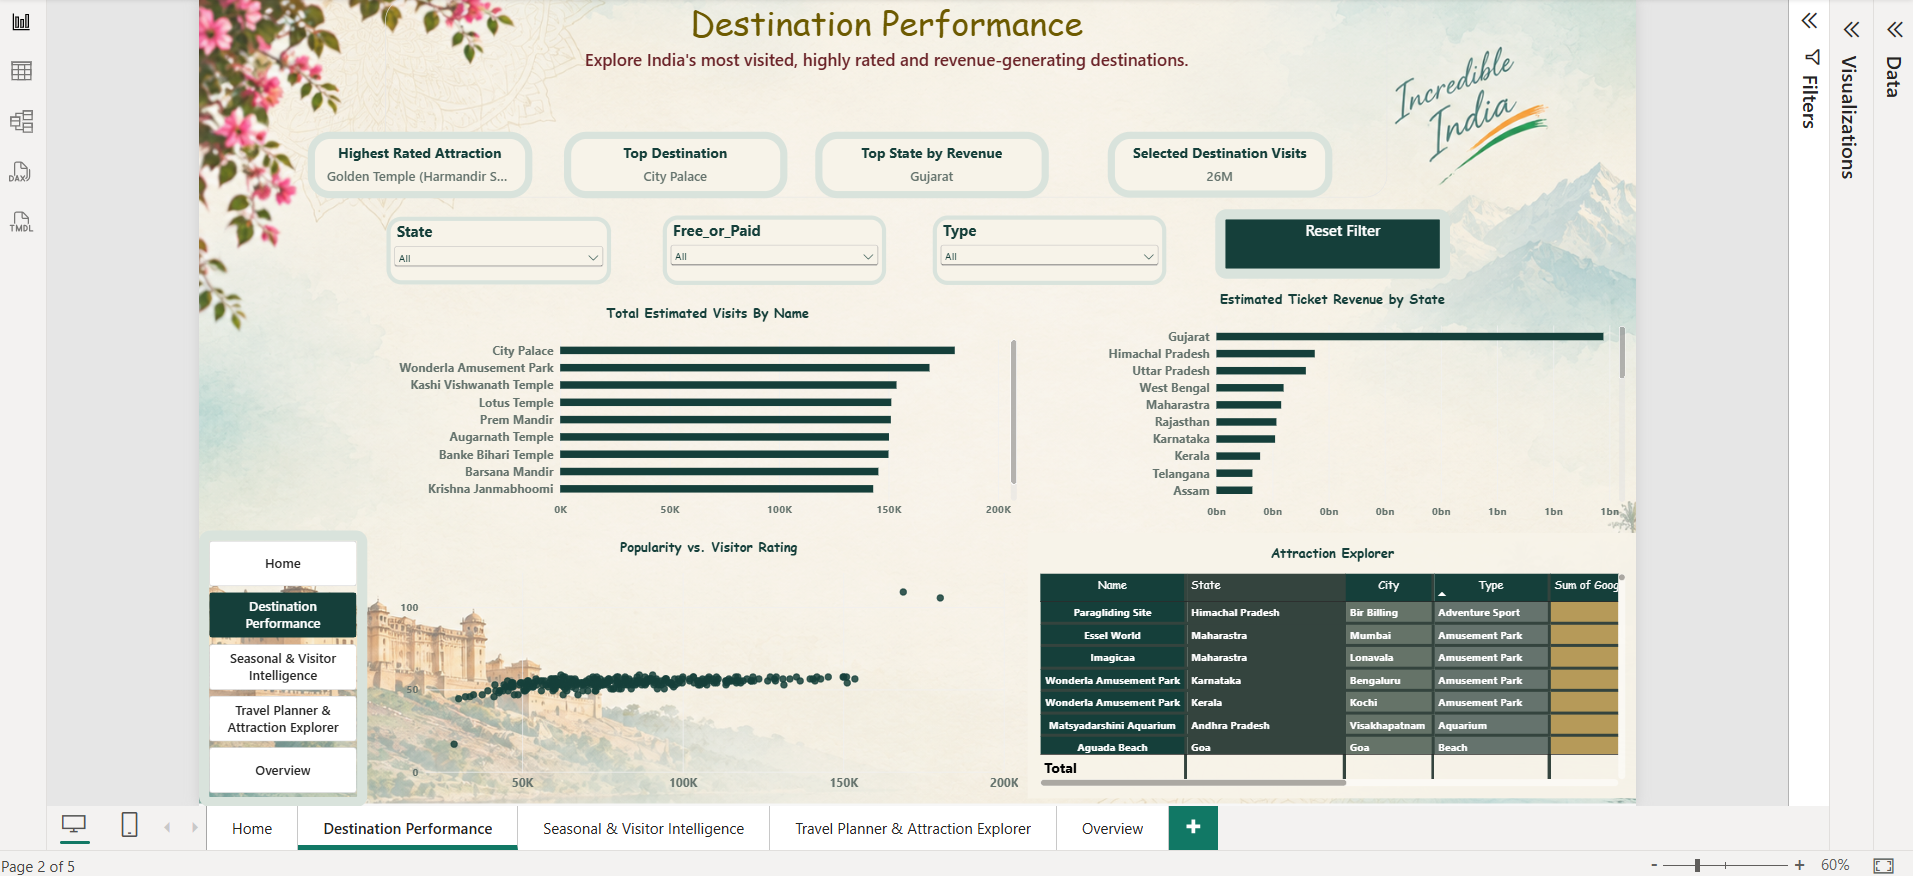 Destination Performance
Explore India's most visited, highly rated and revenue-generating destinations.
Incredible
India
Highest Rated Attraction
Golden Temple (Harmandir S...
Top Destination
City Palace
Top State by Revenue
Gujarat
Selected Destination Visits
26M
State
All
Free_or_Paid
All
Type
All
Reset Filter
Total Estimated Visits By Name
City Palace
Wonderla Amusement Park
Kashi Vishwanath Temple
Lotus Temple
Prem Mandir
Augarnath Temple
Banke Bihari Temple
Barsana Mandir
Krishna Janmabhoomi
0K 50K 100K 150K 200K
Estimated Ticket Revenue by State
Gujarat
Himachal Pradesh
Uttar Pradesh
West Bengal
Maharastra
Rajasthan
Karnataka
Kerala
Telangana
Assam
0bn 0bn 0bn 0bn 0bn 1bn 1bn 1bn
Home
Destination
Performance
Seasonal & Visitor
Intelligence
Travel Planner &
Attraction Explorer
Overview
Popularity vs. Visitor Rating
100
50
0
50K 100K 150K 200K
Attraction Explorer
Name State City Type Sum of Goog
Paragliding Site Himachal Pradesh Bir Billing Adventure Sport
Essel World Maharastra Mumbai Amusement Park
Imagicaa Maharastra Lonavala Amusement Park
Wonderla Amusement Park Karnataka Bengaluru Amusement Park
Wonderla Amusement Park Kerala Kochi Amusement Park
Matsyadarshini Aquarium Andhra Pradesh Visakhapatnam Aquarium
Aguada Beach Goa Goa Beach
Total
Filters
Visualizations
Data
DAX
TMDL
Home
Destination Performance
Seasonal & Visitor Intelligence
Travel Planner & Attraction Explorer
Overview
+
Page 2 of 5
- + 60%